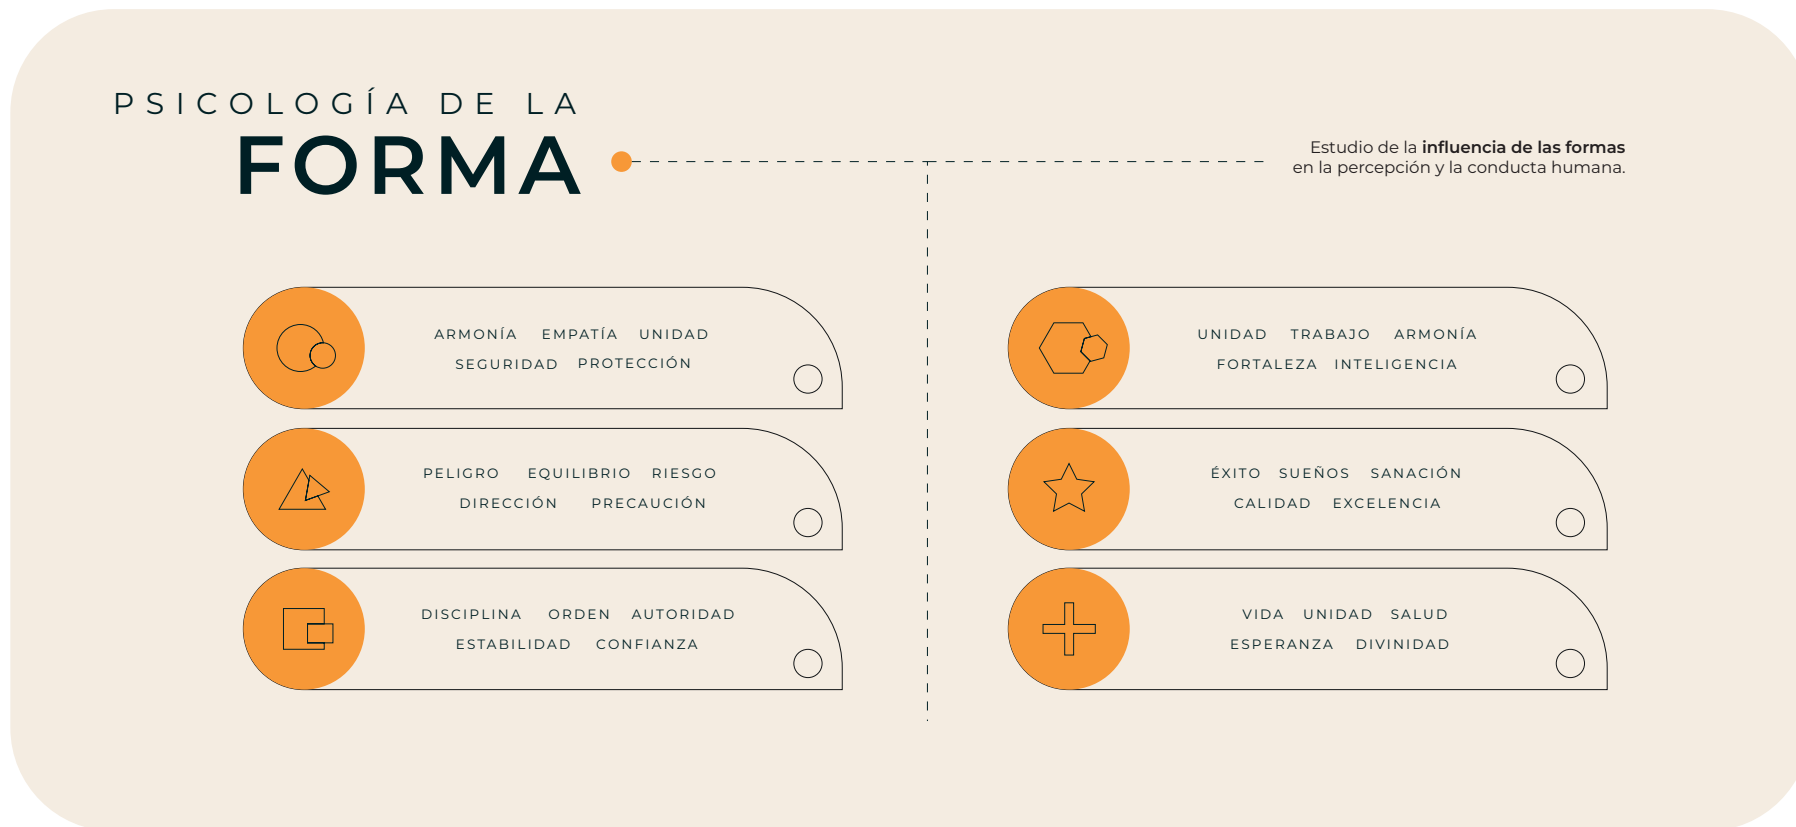 PSICOLOGÍA DE LA
FORMA
Estudio de la influencia de las formas
en la percepción y la conducta humana.
ARMONÍA EMPATÍA UNIDAD
SEGURIDAD PROTECCIÓN
PELIGRO EQUILIBRIO RIESGO
DIRECCIÓN PRECAUCIÓN
DISCIPLINA ORDEN AUTORIDAD
ESTABILIDAD CONFIANZA
UNIDAD TRABAJO ARMONÍA
FORTALEZA INTELIGENCIA
ÉXITO SUEÑOS SANACIÓN
CALIDAD EXCELENCIA
VIDA UNIDAD SALUD
ESPERANZA DIVINIDAD